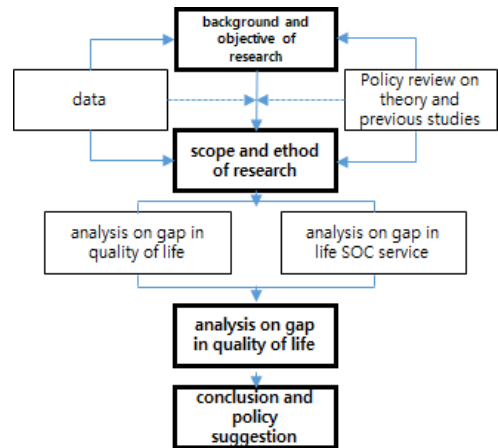 background and
objective of
research
data
Policy review on
theory and
previous studies
scope and ethod
of research
analysis on gap in
quality of life
analysis on gap in
life SOC service
analysis on gap
in quality of life
conclusion and
policy
suggestion